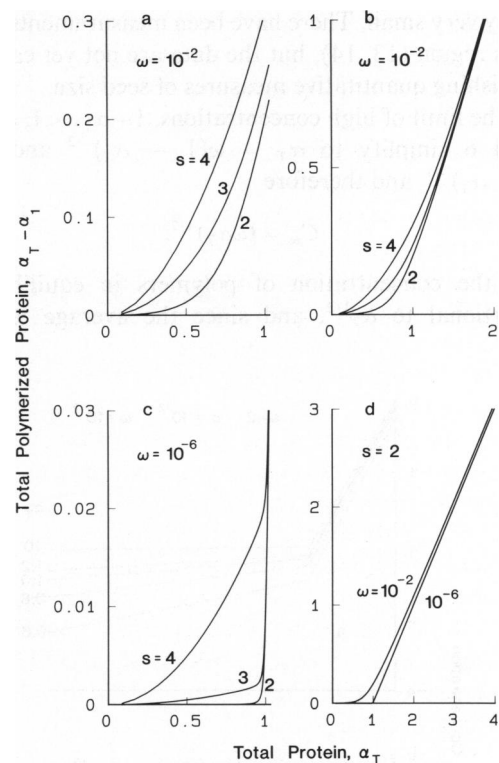 Total Polymerized Protein, α_T − α_1
a
0.3
0.2
0.1
0
ω = 10⁻²
s = 4
3
2
0
0.5
1
b
1
0.5
0
ω = 10⁻²
s = 4
3
2
0
1
2
c
0.03
0.02
0.01
0
ω = 10⁻⁶
s = 4
3
2
0
0.5
1
d
3
2
1
0
s = 2
ω = 10⁻²
10⁻⁶
0
1
2
3
4
Total Protein, α_T